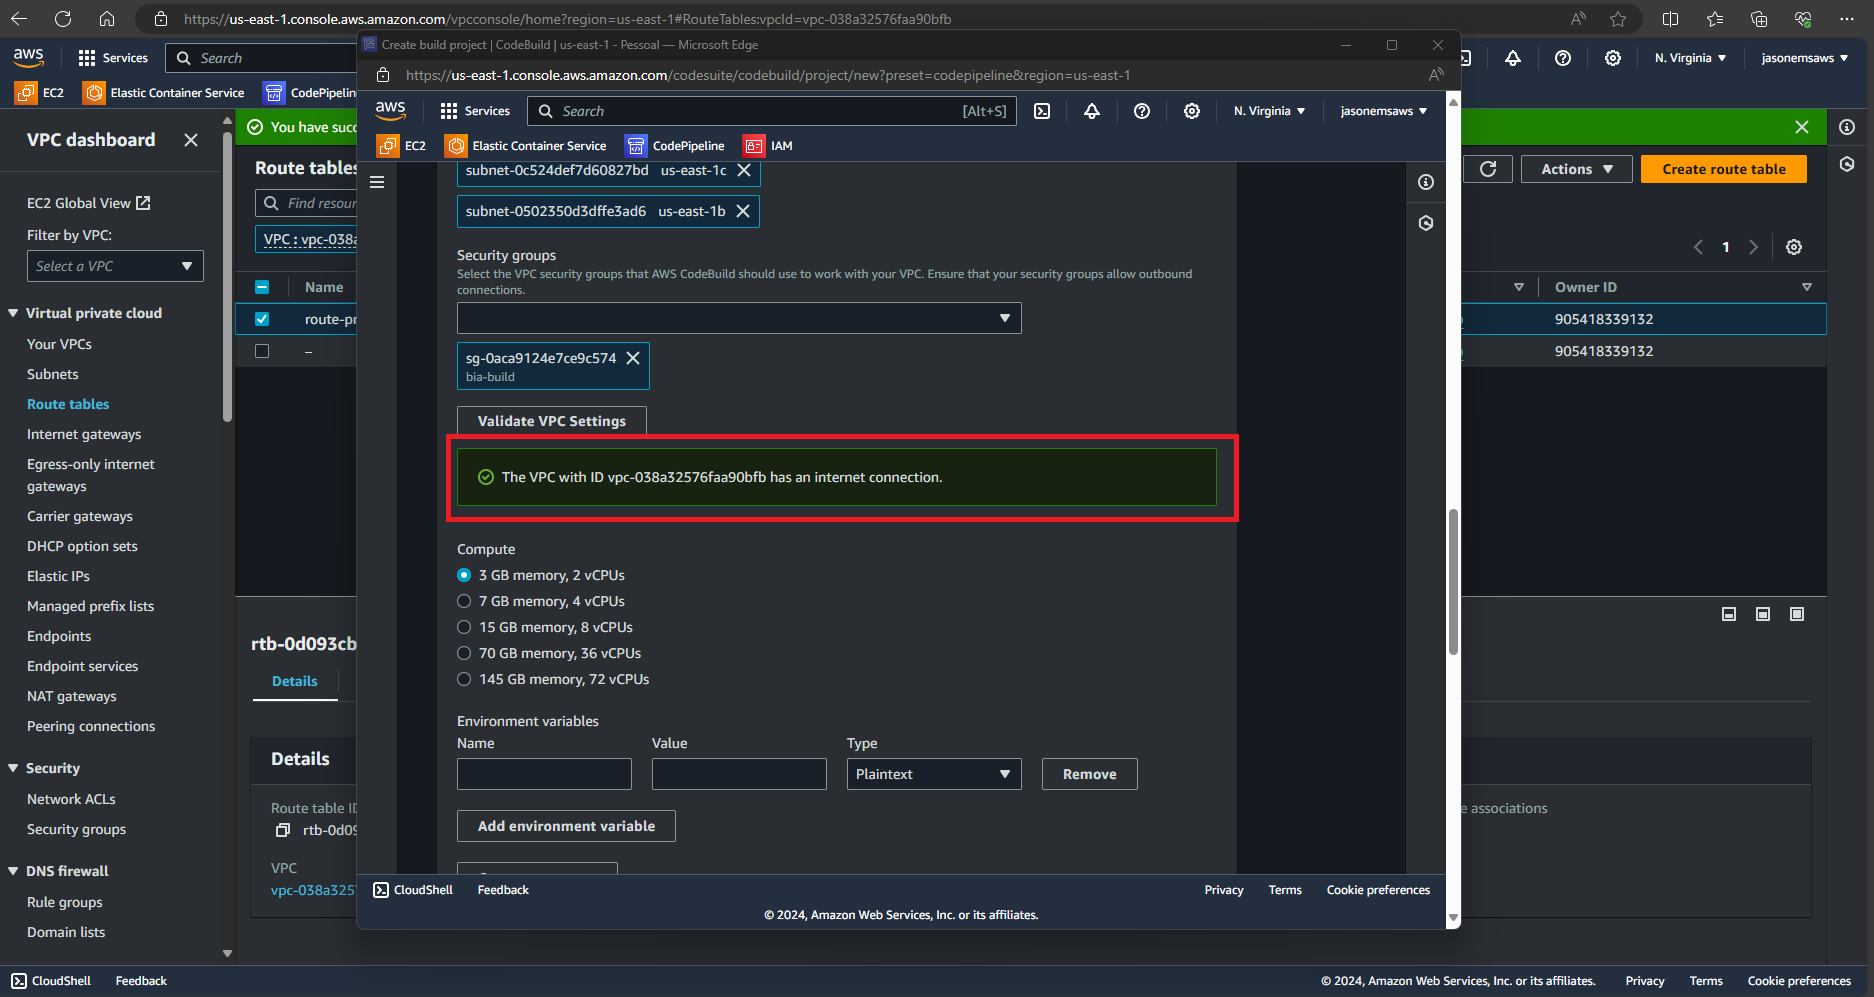 https://us-east-1.console.aws.amazon.com/vpcconsole/home?region=us-east-1#RouteTables:vpcId=vpc-038a32576faa90bfb
aws
Services
Search
N. Virginia
jasonemsaws
EC2
Elastic Container Service
CodePipelin
VPC dashboard
EC2 Global View
Filter by VPC:
Select a VPC
Virtual private cloud
Your VPCs
Subnets
Route tables
Internet gateways
Egress-only internet
gateways
Carrier gateways
DHCP option sets
Elastic IPs
Managed prefix lists
Endpoints
Endpoint services
NAT gateways
Peering connections
Security
Network ACLs
Security groups
DNS firewall
Rule groups
Domain lists
You have succ
Route tables
Find resour
VPC : vpc-038a
Name
route-pr
–
rtb-0d093cb
Details
Details
Route table ID
rtb-0d09
VPC
vpc-038a325
Create build project | CodeBuild | us-east-1 - Pessoal — Microsoft Edge
https://us-east-1.console.aws.amazon.com/codesuite/codebuild/project/new?preset=codepipeline&region=us-east-1
aws
Services
Search
[Alt+S]
N. Virginia
jasonemsaws
EC2
Elastic Container Service
CodePipeline
IAM
subnet-0c524def7d60827bd us-east-1c
subnet-0502350d3dffe3ad6 us-east-1b
Security groups
Select the VPC security groups that AWS CodeBuild should use to work with your VPC. Ensure that your security groups allow outbound
connections.
sg-0aca9124e7ce9c574
bia-build
Validate VPC Settings
The VPC with ID vpc-038a32576faa90bfb has an internet connection.
Compute
3 GB memory, 2 vCPUs
7 GB memory, 4 vCPUs
15 GB memory, 8 vCPUs
70 GB memory, 36 vCPUs
145 GB memory, 72 vCPUs
Environment variables
Name
Value
Type
Plaintext
Remove
Add environment variable
CloudShell
Feedback
Privacy
Terms
Cookie preferences
© 2024, Amazon Web Services, Inc. or its affiliates.
Actions
Create route table
1
Owner ID
905418339132
905418339132
e associations
CloudShell
Feedback
© 2024, Amazon Web Services, Inc. or its affiliates.
Privacy
Terms
Cookie preferences